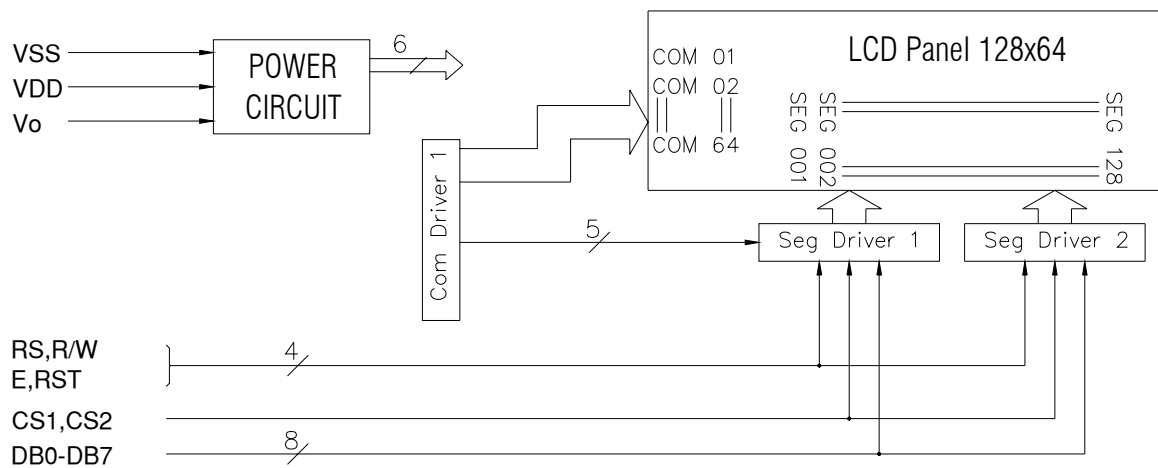 VSS
VDD
Vo
POWER
CIRCUIT
6
LCD Panel 128x64
COM 01
COM 02
COM 64
SEG 001
SEG 002
SEG 128
Com Driver 1
5
Seg Driver 1
Seg Driver 2
RS,R/W
E,RST
4
CS1,CS2
DB0-DB7
8